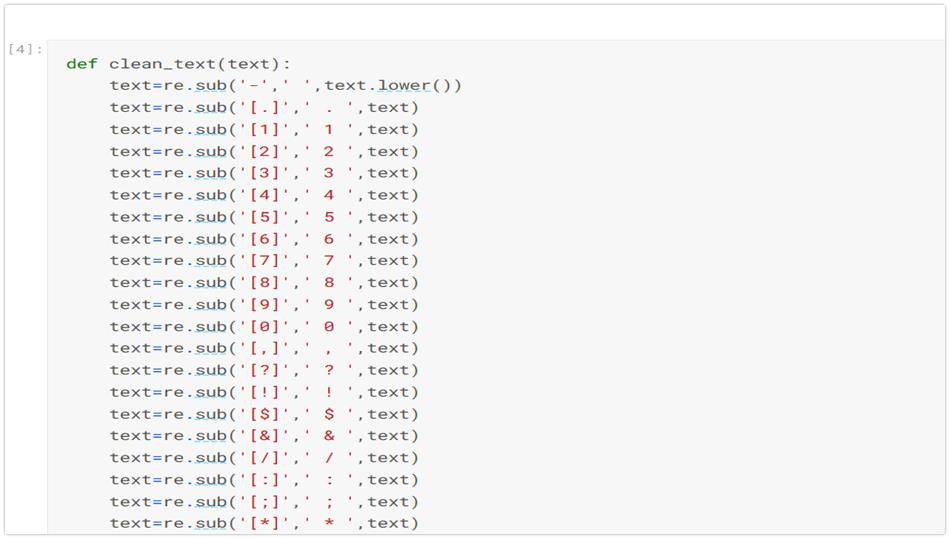 [4]:
def clean_text(text):
    text=re.sub('-',' ',text.lower())
    text=re.sub('[.]',' . ',text)
    text=re.sub('[1]',' 1 ',text)
    text=re.sub('[2]',' 2 ',text)
    text=re.sub('[3]',' 3 ',text)
    text=re.sub('[4]',' 4 ',text)
    text=re.sub('[5]',' 5 ',text)
    text=re.sub('[6]',' 6 ',text)
    text=re.sub('[7]',' 7 ',text)
    text=re.sub('[8]',' 8 ',text)
    text=re.sub('[9]',' 9 ',text)
    text=re.sub('[0]',' 0 ',text)
    text=re.sub('[,]',' , ',text)
    text=re.sub('[?]',' ? ',text)
    text=re.sub('[!]',' ! ',text)
    text=re.sub('[$]',' $ ',text)
    text=re.sub('[&]',' & ',text)
    text=re.sub('[/]',' / ',text)
    text=re.sub('[:]',' : ',text)
    text=re.sub('[;]',' ; ',text)
    text=re.sub('[*]',' * ',text)